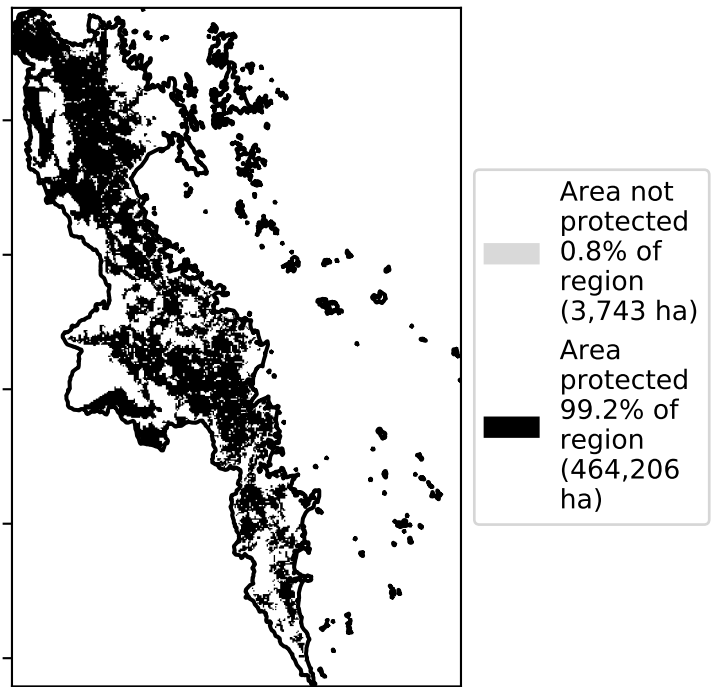 Area not
protected
0.8% of
region
(3,743 ha)
Area
protected
99.2% of
region
(464,206
ha)